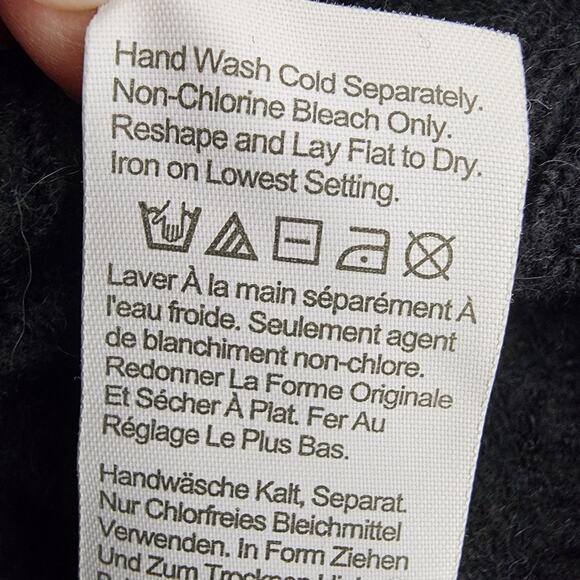 Hand Wash Cold Separately.
Non-Chlorine Bleach Only.
Reshape and Lay Flat to Dry.
Iron on Lowest Setting.
Laver À la main séparément À
l'eau froide. Seulement agent
de blanchiment non-chlore.
Redonner La Forme Originale
Et Sécher À Plat. Fer Au
Réglage Le Plus Bas.
Handwäsche Kalt, Separat.
Nur Chlorfreies Bleichmittel
Verwenden. In Form Ziehen
Und Zum Trocknen